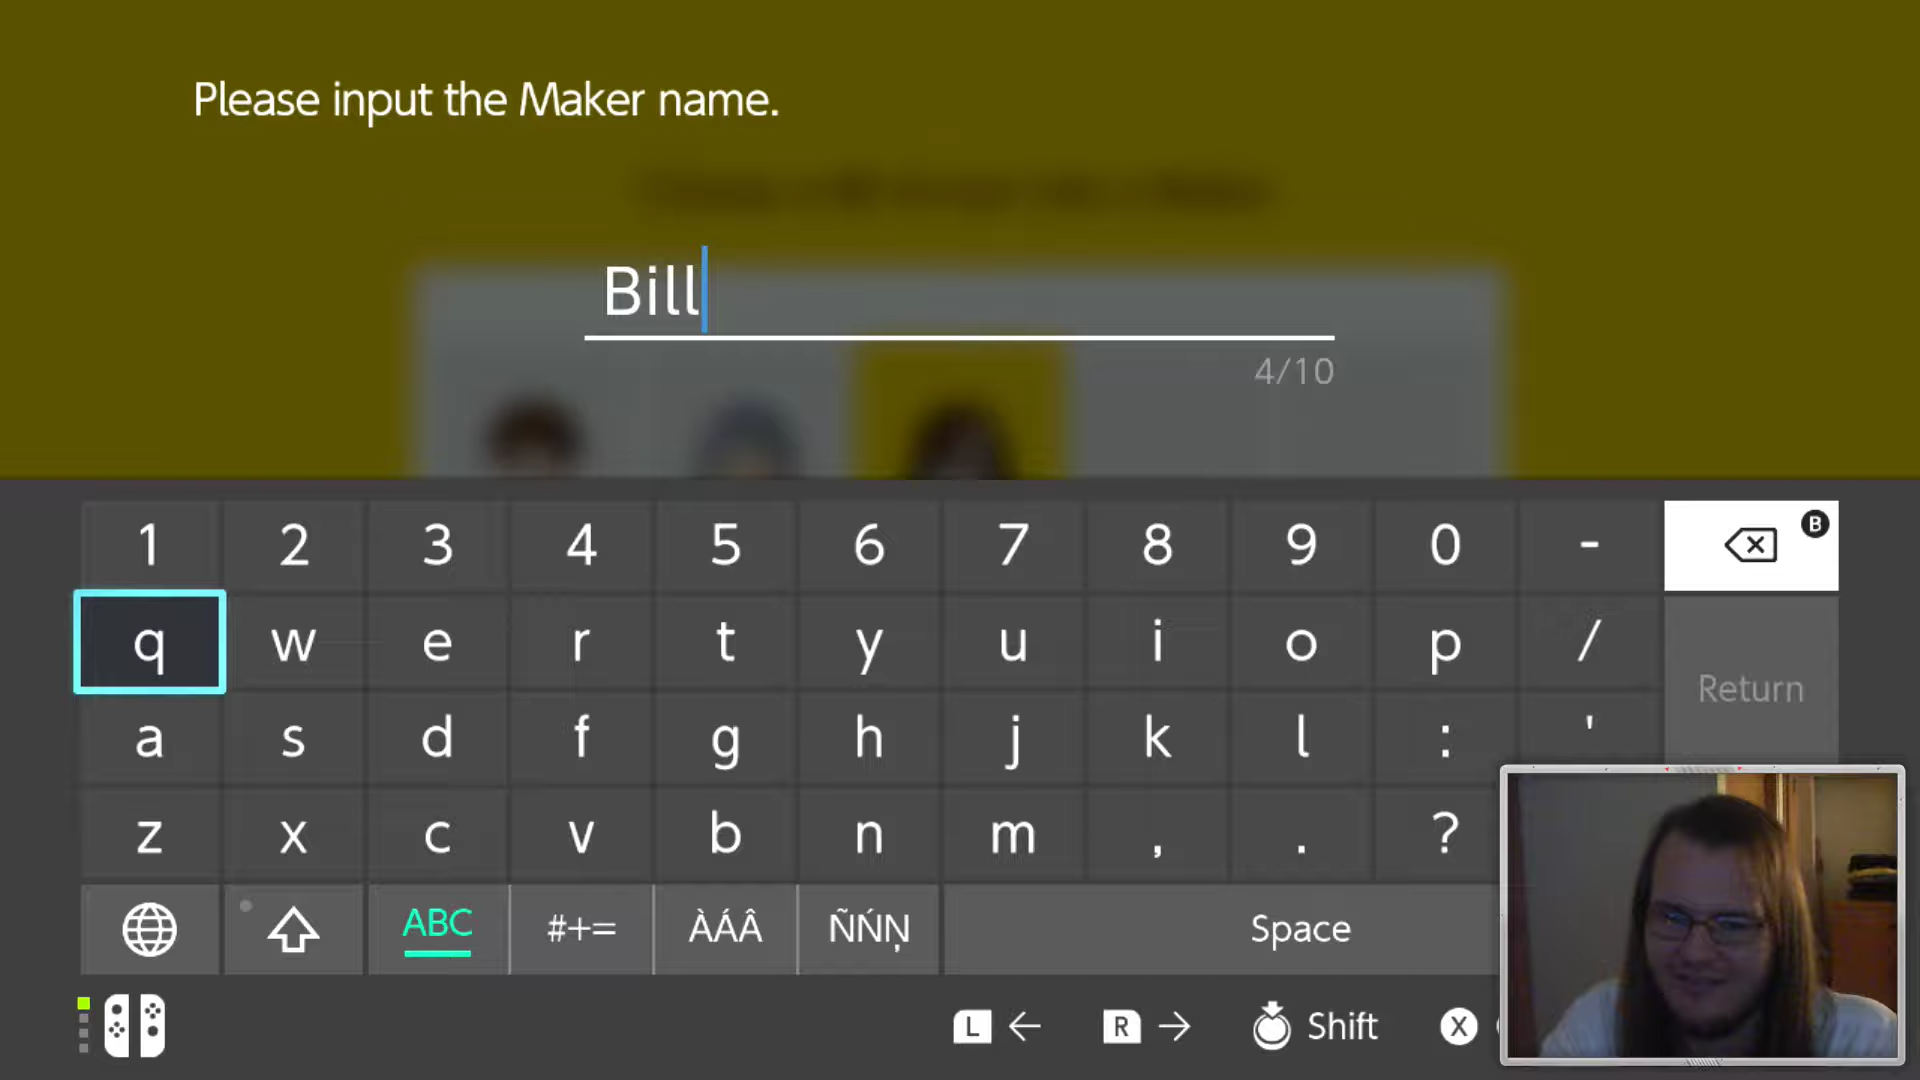 Please input the Maker name.
Bill
4/10
1 2 3 4 5 6 7 8 9 0 -
B
q w e r t y u i o p /
Return
a s d f g h j k l : '
z x c v b n m , . ?
ABC #+= ÀÁÂ ÑŃŅ Space
L ← R → Shift X